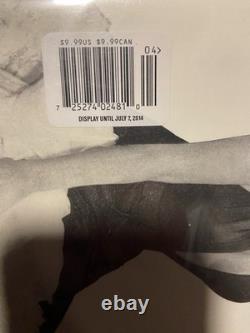 $9.99US $9.99CAN
04>
7 25274 02481 0
DISPLAY UNTIL JULY 7, 2014